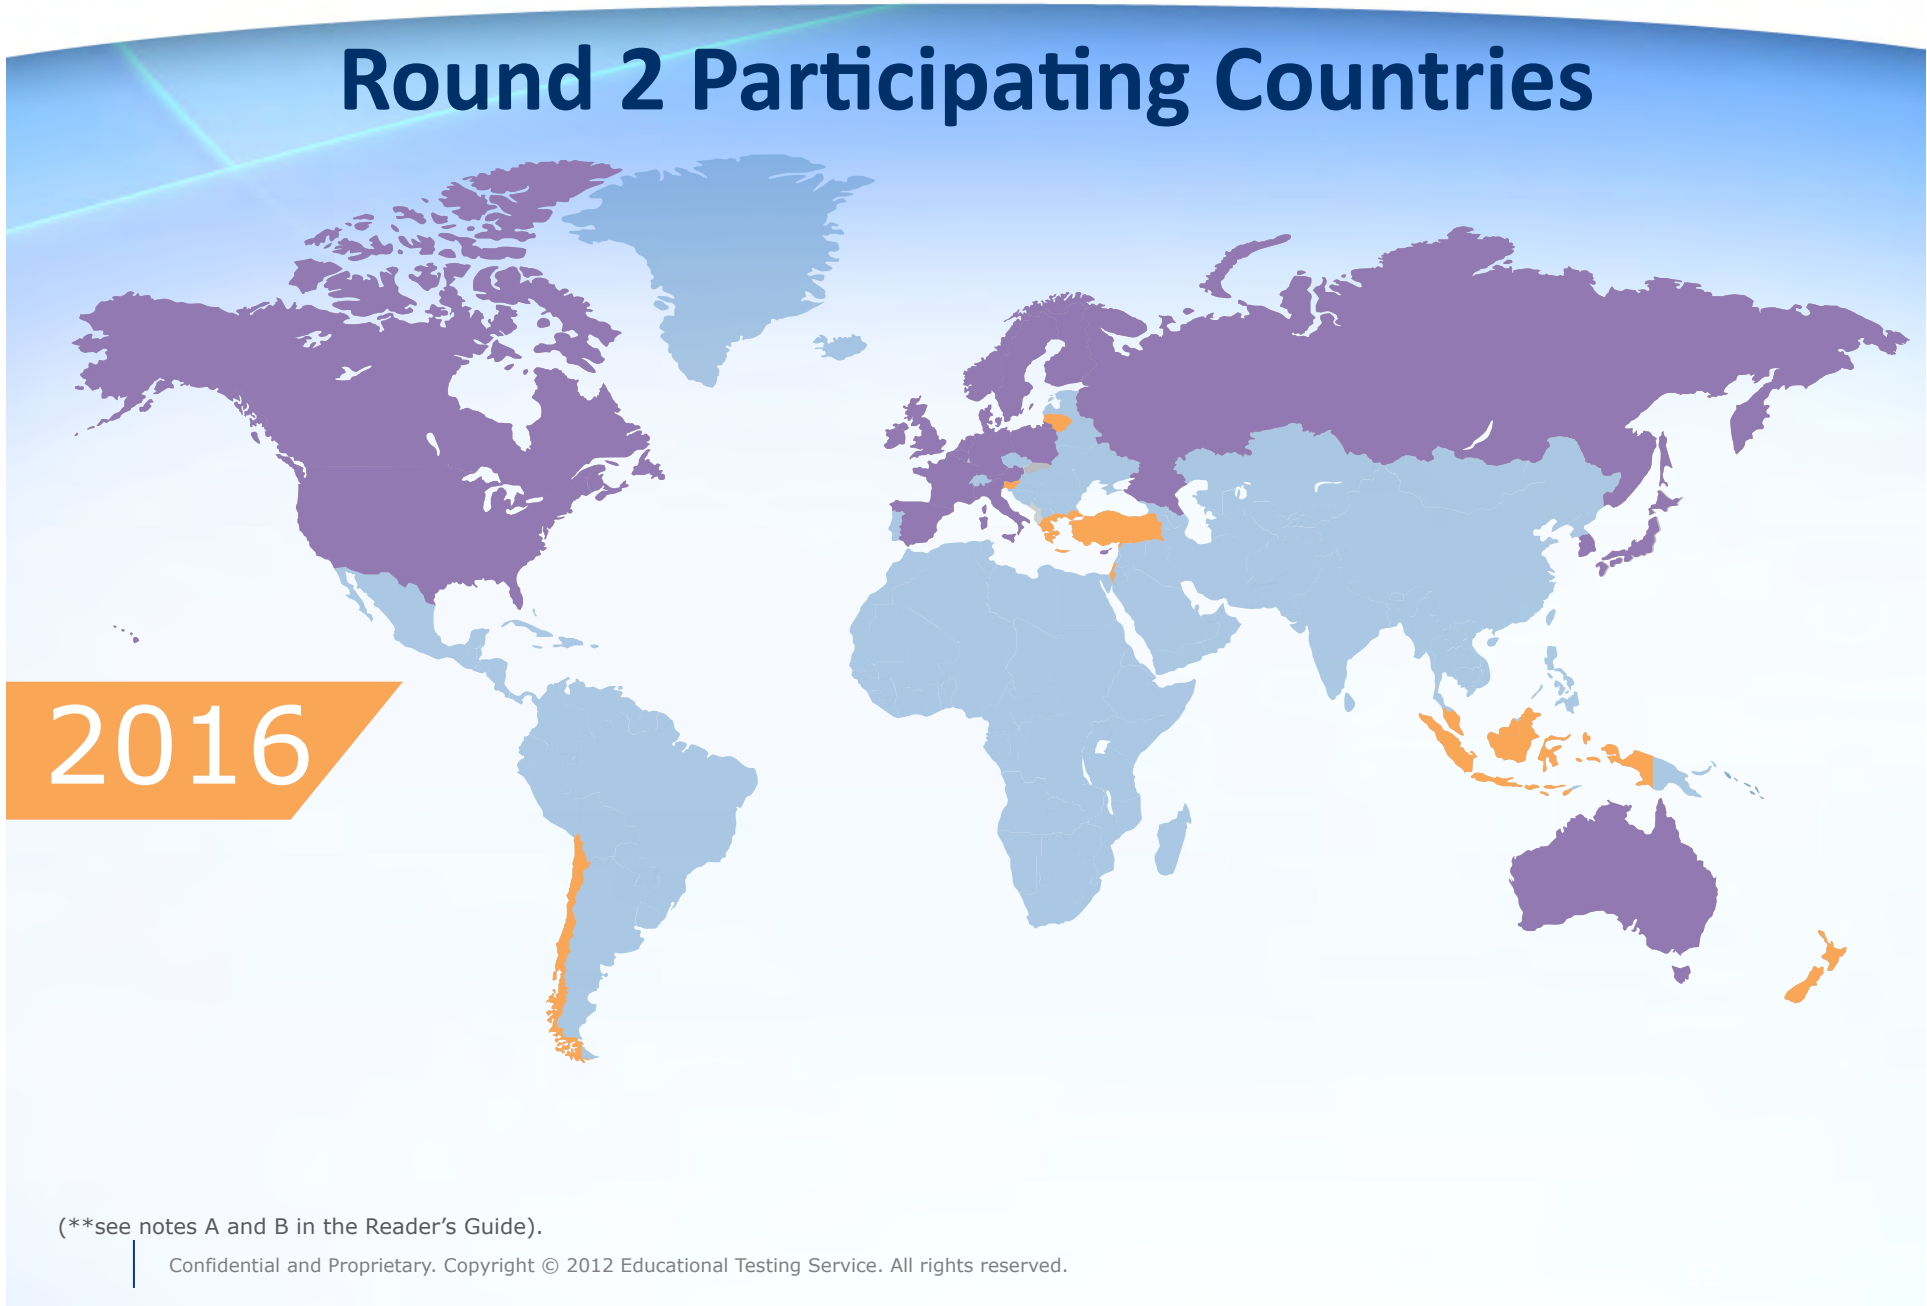 Round 2 Participating Countries
2016
(**see notes A and B in the Reader’s Guide).
Confidential and Proprietary. Copyright © 2012 Educational Testing Service. All rights reserved.